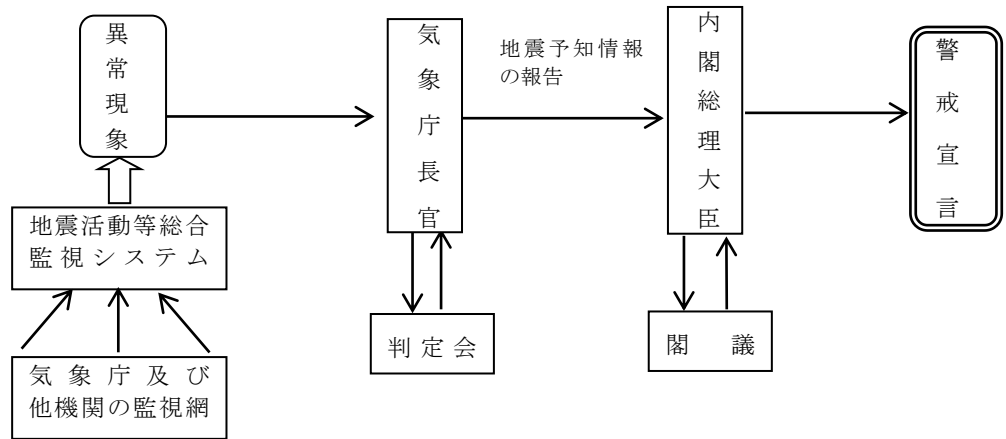 異常現象
気象庁長官
地震予知情報
の報告
内閣総理大臣
警戒宣言
地震活動等総合
監視システム
判定会
閣議
気象庁及び
他機関の監視網